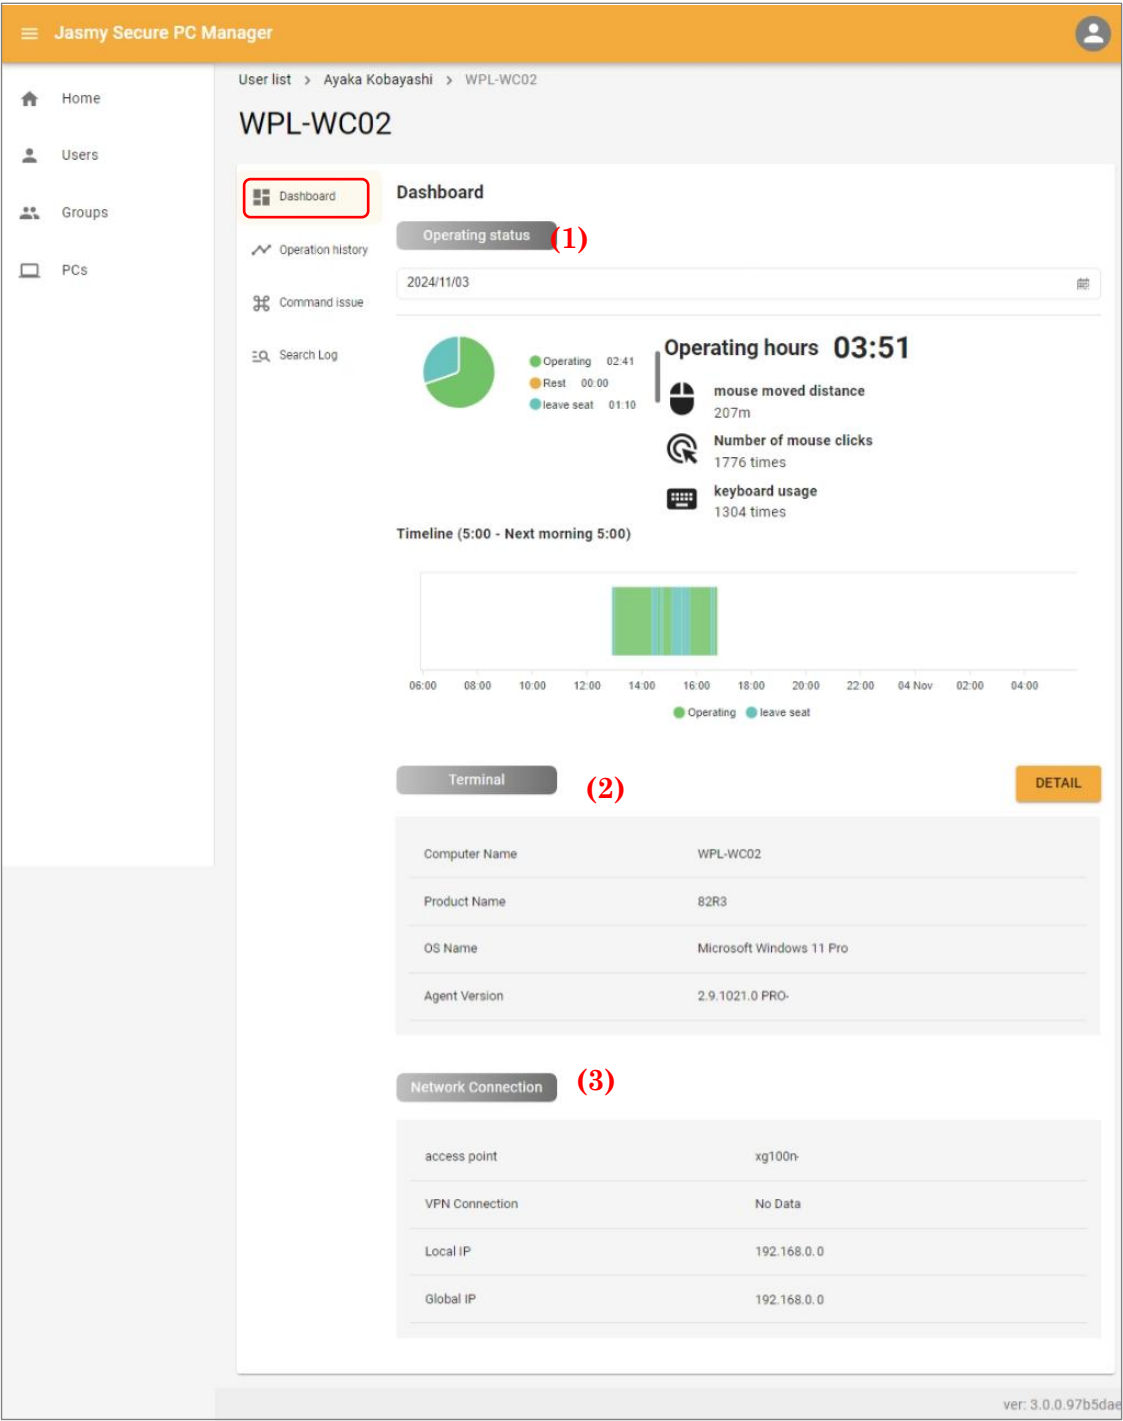 Jasmy Secure PC Manager
Home
Users
Groups
PCs
User list > Ayaka Kobayashi > WPL-WC02
WPL-WC02
Dashboard
Operation history
Command issue
Search Log
Dashboard
Operating status (1)
2024/11/03
Operating 02:41
Rest 00:00
leave seat 01:10
Operating hours 03:51
mouse moved distance
207m
Number of mouse clicks
1776 times
keyboard usage
1304 times
Timeline (5:00 - Next morning 5:00)
06:00 08:00 10:00 12:00 14:00 16:00 18:00 20:00 22:00 04 Nov 02:00 04:00
Operating leave seat
Terminal (2) DETAIL
Computer Name WPL-WC02
Product Name 82R3
OS Name Microsoft Windows 11 Pro
Agent Version 2.9.1021.0 PRO-
Network Connection (3)
access point xg100n-
VPN Connection No Data
Local IP 192.168.0.0
Global IP 192.168.0.0
ver: 3.0.0.97b5dae